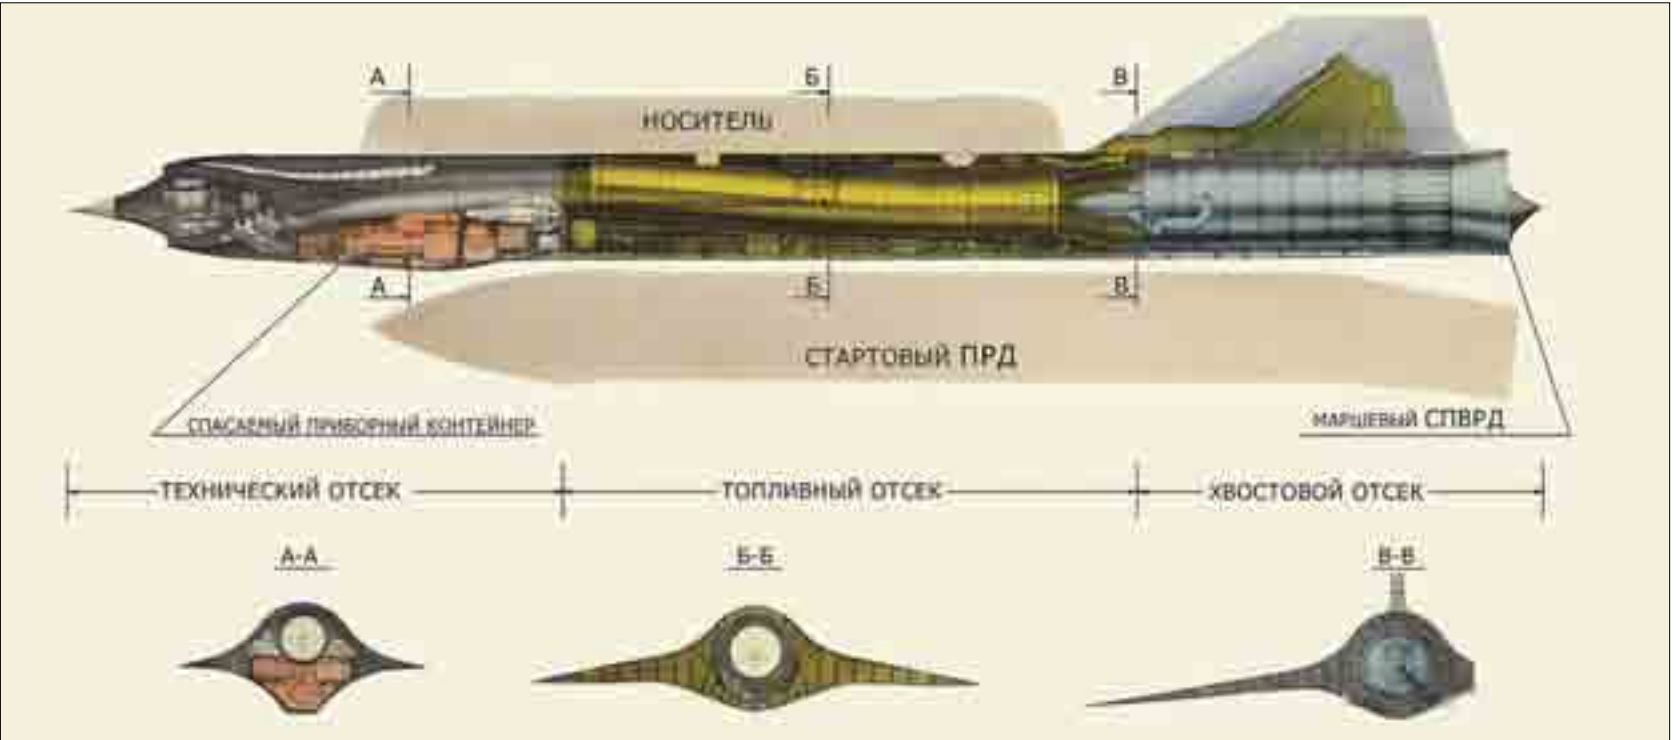 А Б В
НОСИТЕЛЬ
А Б В
СТАРТОВЫЙ ПРД
СПАСАЕМЫЙ ПРИБОРНЫЙ КОНТЕЙНЕР
МАРШЕВЫЙ СПВРД
ТЕХНИЧЕСКИЙ ОТСЕК ТОПЛИВНЫЙ ОТСЕК ХВОСТОВОЙ ОТСЕК
А-А Б-Б В-В